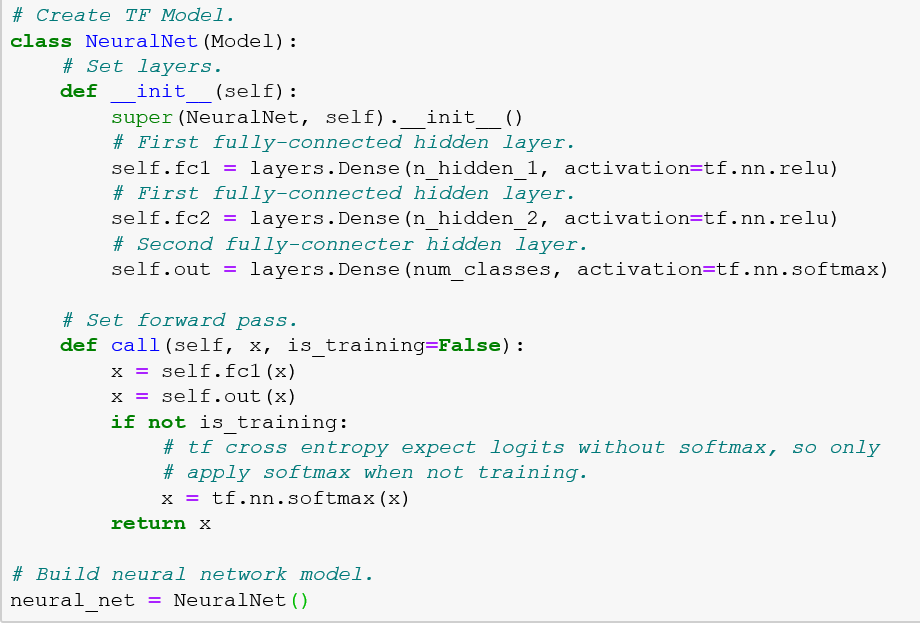 # Create TF Model.
class NeuralNet(Model):
    # Set layers.
    def __init__(self):
        super(NeuralNet, self).__init__()
        # First fully-connected hidden layer.
        self.fc1 = layers.Dense(n_hidden_1, activation=tf.nn.relu)
        # First fully-connected hidden layer.
        self.fc2 = layers.Dense(n_hidden_2, activation=tf.nn.relu)
        # Second fully-connecter hidden layer.
        self.out = layers.Dense(num_classes, activation=tf.nn.softmax)

    # Set forward pass.
    def call(self, x, is_training=False):
        x = self.fc1(x)
        x = self.out(x)
        if not is_training:
            # tf cross entropy expect logits without softmax, so only
            # apply softmax when not training.
            x = tf.nn.softmax(x)
        return x

# Build neural network model.
neural_net = NeuralNet()